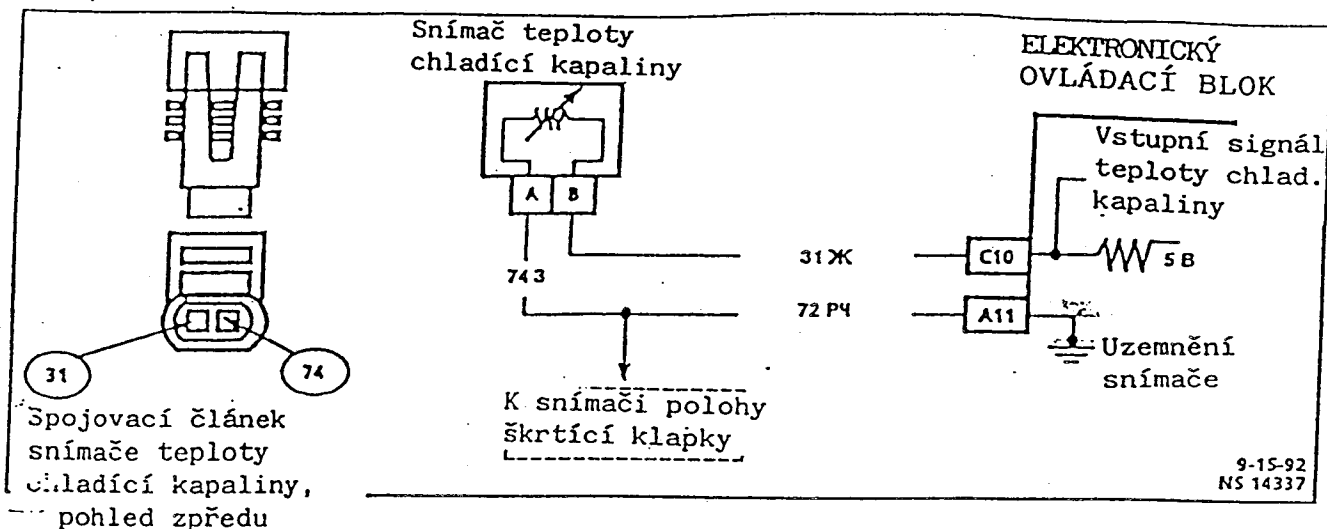 Snímač teploty
chladící kapaliny
ELEKTRONICKÝ
OVLÁDACÍ BLOK
Vstupní signál
teploty chlad.
kapaliny
A B
31 Ж
C10
5 В
74 З
72 РЧ
A11
Uzemnění
snímače
31
74
K snímači polohy
škrtící klapky
Spojovací článek
snímače teploty
chladící kapaliny,
pohled zpředu
9-15-92
NS 14337